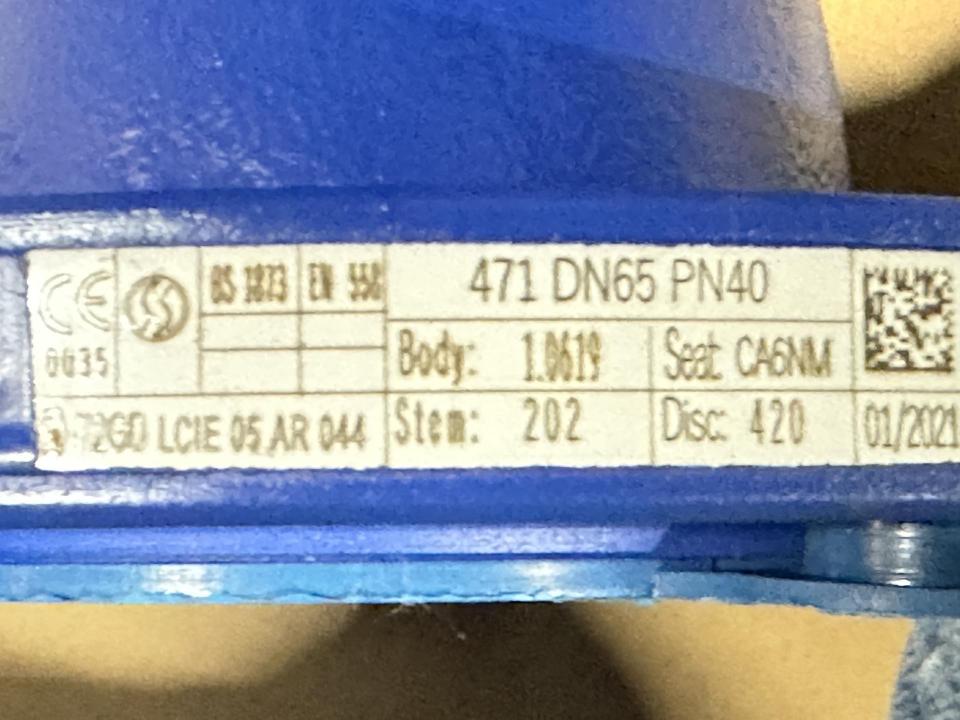 CE
0035
BS 1873
EN 558
471 DN65 PN40
Body: 1.0619
Seat: CA6NM
2GD LCIE 05 AR 044
Stem: 202
Disc: 420
01/2021